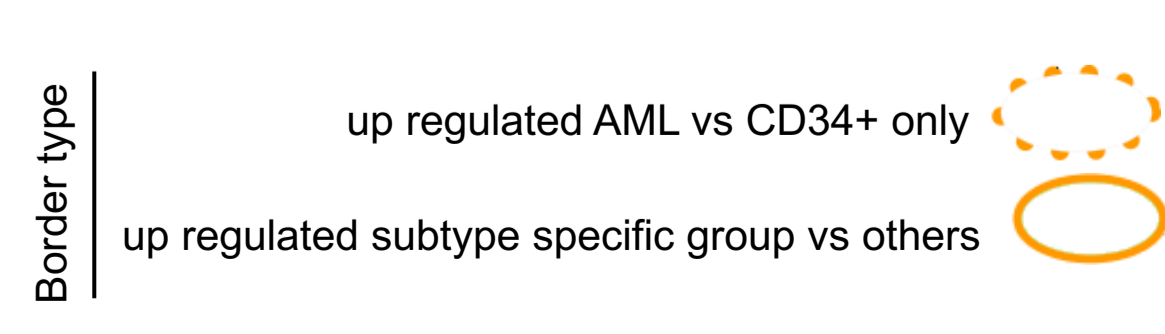 Border type
up regulated AML vs CD34+ only
up regulated subtype specific group vs others